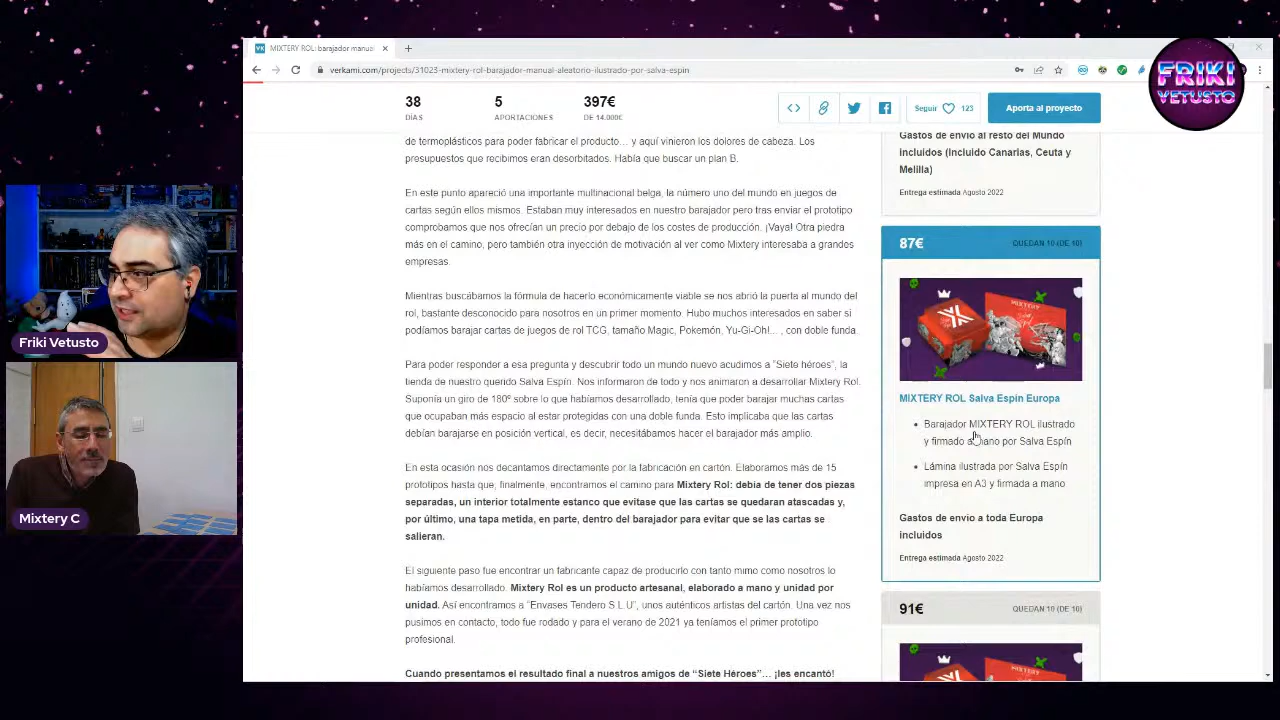 MIXTERY ROL: barajador manual
verkami.com/projects/31023-mixtery-rol-barajador-manual-aleatorio-ilustrado-por-salva-espin
FRIKI
VETUSTO
38
DÍAS
5
APORTACIONES
397€
DE 14.000€
Seguir
123
Aporta al proyecto
de termoplásticos para poder fabricar el producto… y aquí vinieron los dolores de cabeza. Los
presupuestos que recibimos eran desorbitados. Había que buscar un plan B.
En este punto apareció una importante multinacional belga, la número uno del mundo en juegos de
cartas según ellos mismos. Estaban muy interesados en nuestro barajador pero tras enviar el prototipo
comprobamos que nos ofrecían un precio por debajo de los costes de producción. ¡Vaya! Otra piedra
más en el camino, pero también otra inyección de motivación al ver como Mixtery interesaba a grandes
empresas.
Mientras buscábamos la fórmula de hacerlo económicamente viable se nos abrió la puerta al mundo del
rol, bastante desconocido para nosotros en un primer momento. Hubo muchos interesados en saber si
podíamos barajar cartas de juegos de rol TCG, tamaño Magic, Pokemón, Yu-Gi-Oh!... , con doble funda.
Para poder responder a esa pregunta y descubrir todo un mundo nuevo acudimos a "Siete héroes", la
tienda de nuestro querido Salva Espín. Nos informaron de todo y nos animaron a desarrollar Mixtery Rol.
Suponía un giro de 180º sobre lo que habíamos desarrollado, tenía que poder barajar muchas cartas
que ocupaban más espacio al estar protegidas con una doble funda. Esto implicaba que las cartas
debían barajarse en posición vertical, es decir, necesitábamos hacer el barajador más amplio.
En esta ocasión nos decantamos directamente por la fabricación en cartón. Elaboramos más de 15
prototipos hasta que, finalmente, encontramos el camino para Mixtery Rol: debía de tener dos piezas
separadas, un interior totalmente estanco que evitase que las cartas se quedaran atascadas y,
por último, una tapa metida, en parte, dentro del barajador para evitar que se las cartas se
salieran.
El siguiente paso fue encontrar un fabricante capaz de producirlo con tanto mimo como nosotros lo
habíamos desarrollado. Mixtery Rol es un producto artesanal, elaborado a mano y unidad por
unidad. Así encontramos a "Envases Tendero S.L.U", unos auténticos artistas del cartón. Una vez nos
pusimos en contacto, todo fue rodado y para el verano de 2021 ya teníamos el primer prototipo
profesional.
Cuando presentamos el resultado final a nuestros amigos de "Siete Héroes"… ¡les encantó!
Gastos de envío al resto del Mundo
incluidos (Incluido Canarias, Ceuta y
Melilla)
Entrega estimada Agosto 2022
87€
QUEDAN 10 (DE 10)
MIXTERY
MIXTERY ROL Salva Espín Europa
Barajador MIXTERY ROL ilustrado
y firmado a mano por Salva Espín
Lámina ilustrada por Salva Espín
impresa en A3 y firmada a mano
Gastos de envío a toda Europa
incluidos
Entrega estimada Agosto 2022
91€
QUEDAN 10 (DE 10)
Friki Vetusto
Mixtery C